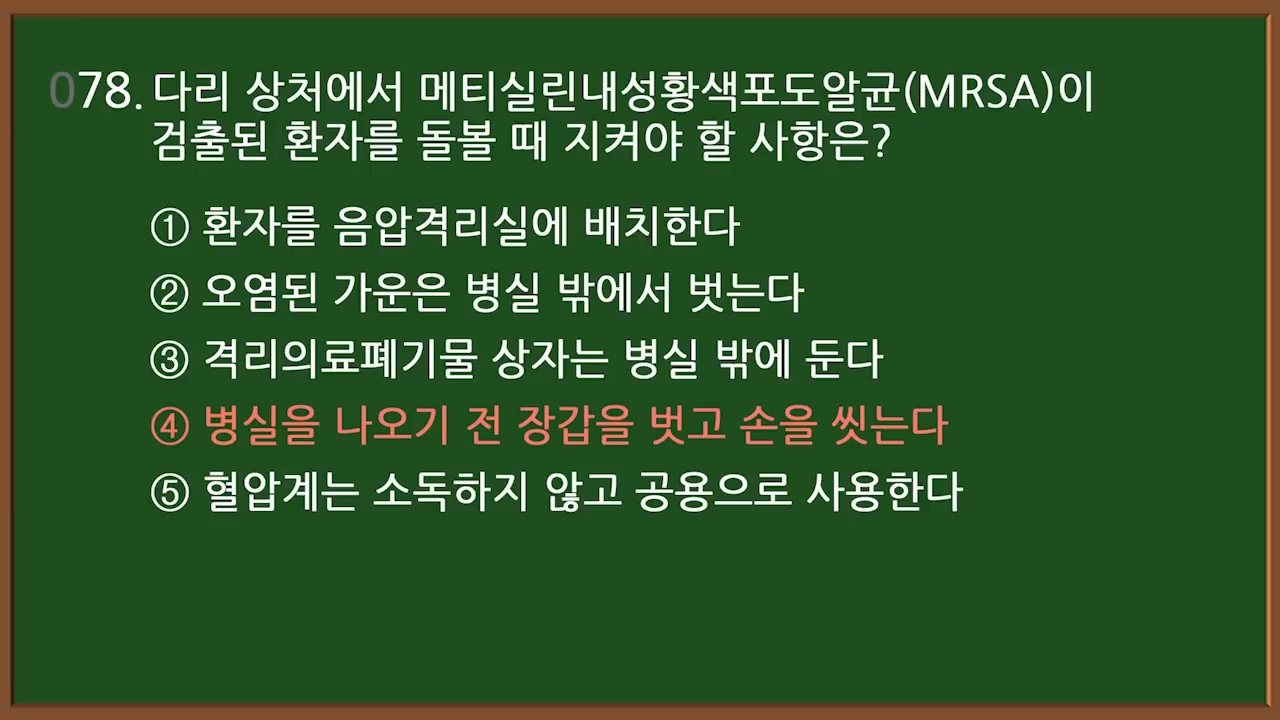 078. 다리 상처에서 메티실린내성황색포도알균(MRSA)이
검출된 환자를 돌볼 때 지켜야 할 사항은?
① 환자를 음압격리실에 배치한다
② 오염된 가운은 병실 밖에서 벗는다
③ 격리의료폐기물 상자는 병실 밖에 둔다
④ 병실을 나오기 전 장갑을 벗고 손을 씻는다
⑤ 혈압계는 소독하지 않고 공용으로 사용한다